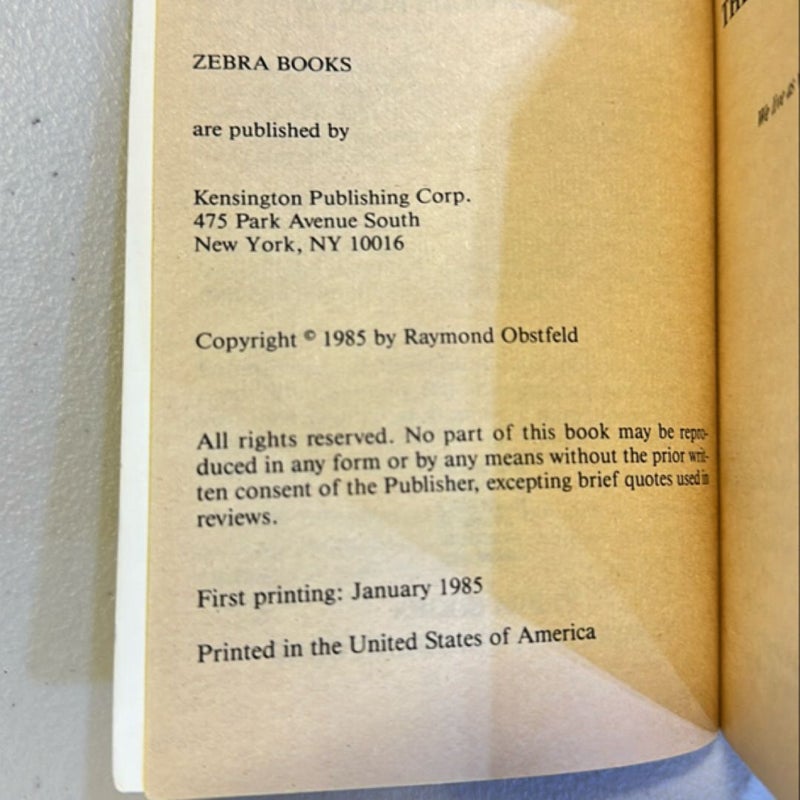 ZEBRA BOOKS
are published by
Kensington Publishing Corp.
475 Park Avenue South
New York, NY 10016
Copyright © 1985 by Raymond Obstfeld
All rights reserved. No part of this book may be repro-
duced in any form or by any means without the prior writ-
ten consent of the Publisher, excepting brief quotes used in
reviews.
First printing: January 1985
Printed in the United States of America
We live as